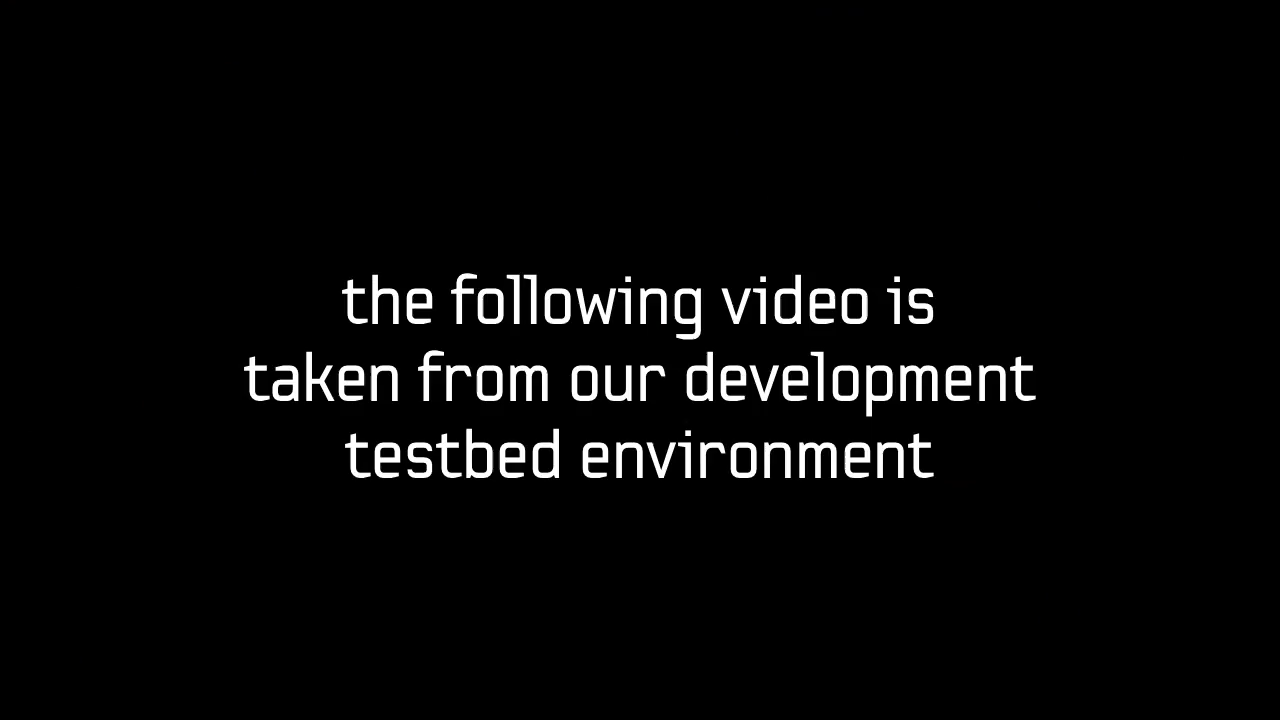 the following video is
taken from our development
testbed environment